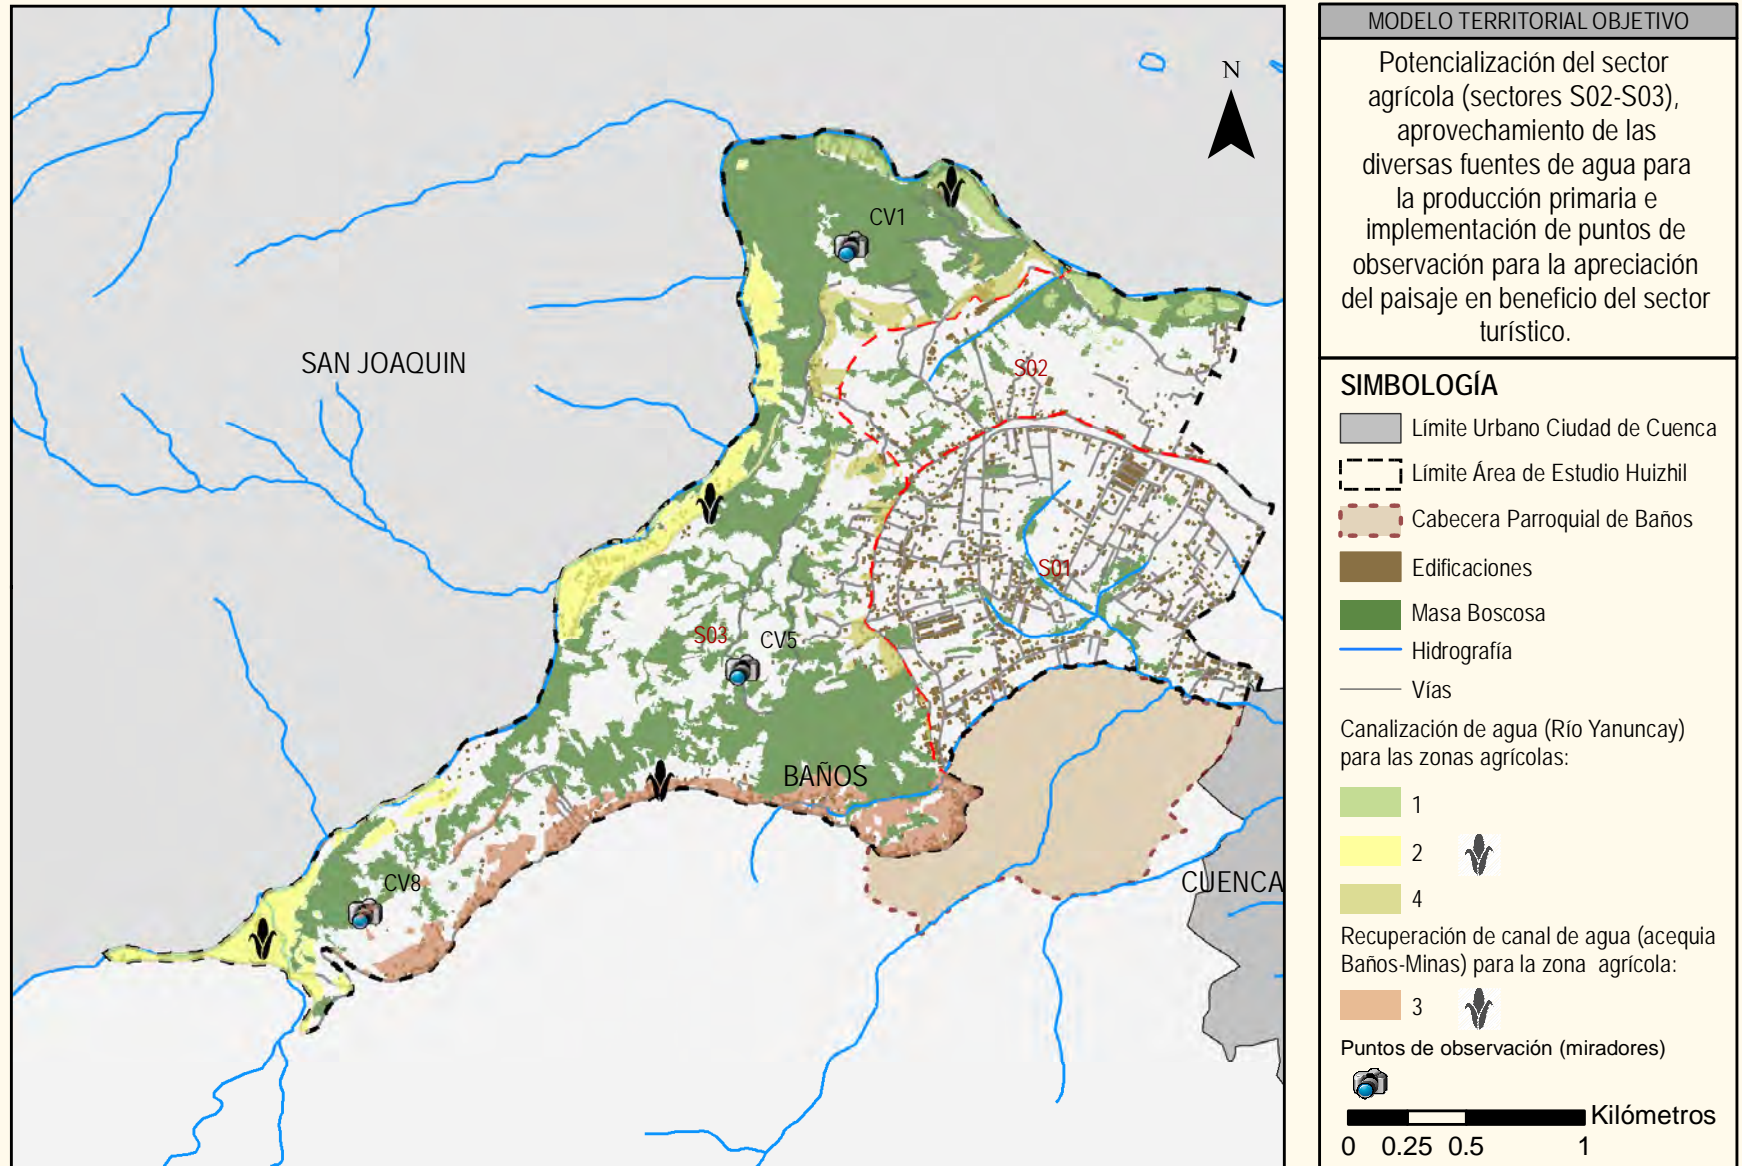 N
CV1
SAN JOAQUIN
S02
S01
S03
CV5
BAÑOS
CV8
CUENCA
MODELO TERRITORIAL OBJETIVO
Potencialización del sector
agrícola (sectores S02-S03),
aprovechamiento de las
diversas fuentes de agua para
la producción primaria e
implementación de puntos de
observación para la apreciación
del paisaje en beneficio del sector
turístico.
SIMBOLOGÍA
Límite Urbano Ciudad de Cuenca
Límite Área de Estudio Huizhil
Cabecera Parroquial de Baños
Edificaciones
Masa Boscosa
Hidrografía
Vías
Canalización de agua (Río Yanuncay)
para las zonas agrícolas:
1
2
4
Recuperación de canal de agua (acequia
Baños-Minas) para la zona agrícola:
3
Puntos de observación (miradores)
Kilómetros
0 0.25 0.5 1